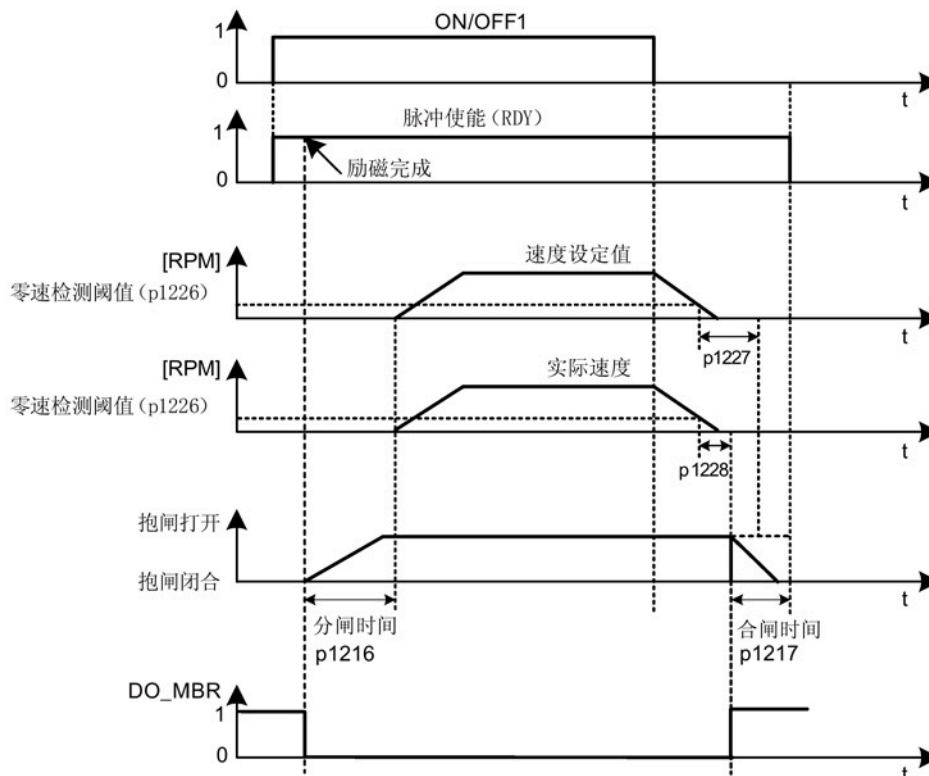 ON/OFF1
1
0
t
脉冲使能(RDY)
1
励磁完成
0
t
[RPM]
速度设定值
零速检测阈值(p1226)
t
p1227
[RPM]
实际速度
零速检测阈值(p1226)
t
p1228
抱闸打开
抱闸闭合
t
分闸时间
p1216
合闸时间
p1217
DO_MBR
1
0
t